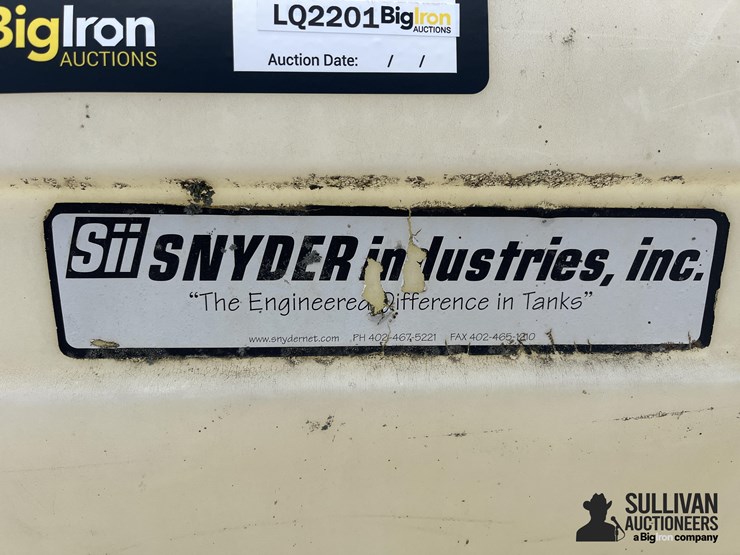 BigIron
AUCTIONS
LQ2201 BigIron
AUCTIONS
Auction Date: / /
Sii SNYDER industries, inc.
“The Engineered Difference in Tanks”
www.snydernet.com PH 402-467-5221 FAX 402-465-1210
SULLIVAN
AUCTIONEERS
a BigIron company